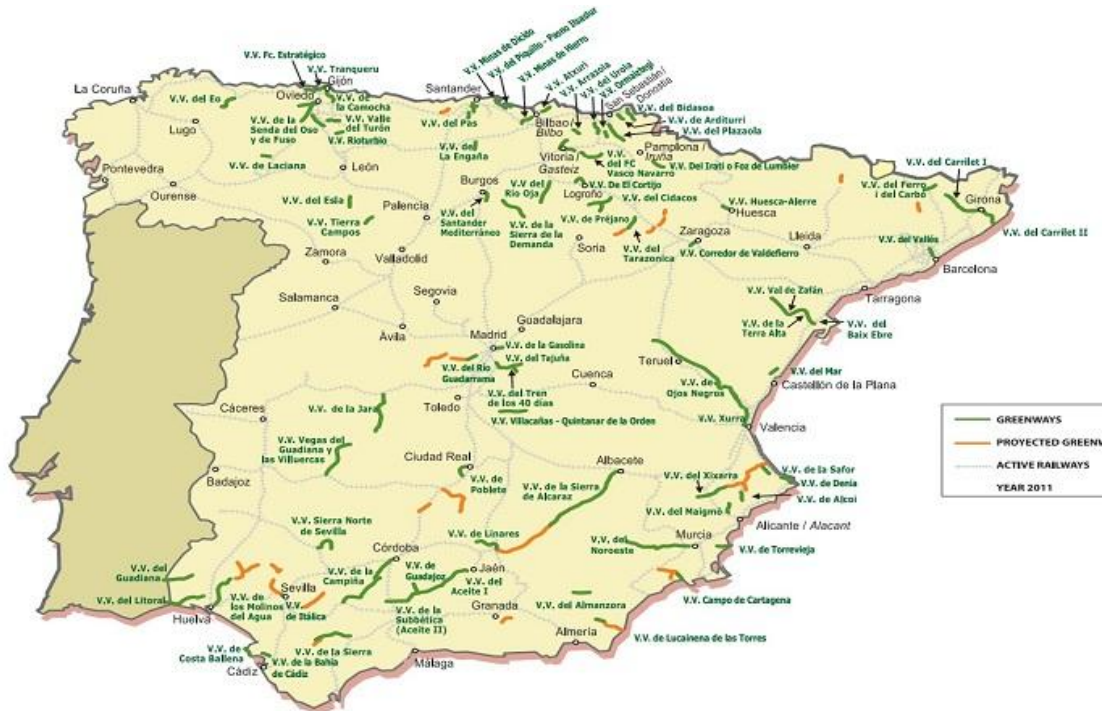 V.V. Fc. Estratégico
V.V. Tranqueru
Gijón
La Coruña
V.V. del Eo
Oviedo
V.V. de
la Camocha
Lugo
V.V. de la
Senda del Oso
y de Fuso
V.V. Valle
del Turón
V.V. Rioturbio
V.V. de Laciana
León
Pontevedra
Ourense
Santander
V.V. Minas de Dícido
V.V. del Piquillo - Paono Itsaslur
V.V. Minas de Hierro
V.V. Atxuri
V.V. Arrazola
V.V. del Urola
V.V. Ormaiztegi
San Sebastián/
Donostia
V.V. del Bidasoa
V.V. de Arditurri
V.V. del Plazaola
V.V. del Pas
Bilbao/
Bilbo
V.V. de
La Engaña
Vitoria/
Gasteiz
Pamplona /
Iruña
V.V.
del FC
Vasco Navarro
V.V. Del Irati o Foz de Lumbier
V.V. del Carrilet I
V.V. del Ferro
i del Carbó
Girona
V.V. del Carrilet II
Burgos
V.V del
Río Oja
Logroño
V.V. De El Cortijo
V.V. del Cidacos
V.V. Huesca-Alerre
Huesca
V.V. del Esla
Palencia
V.V. Tierra
Campos
V.V. del
Santander
Mediterráneo
V.V. de la
Sierra de la
Demanda
V.V. de Préjano
Soria
V.V. del
Tarazonica
Zaragoza
V.V. Corredor de Valdefierro
Lleida
V.V. del Vallés
Barcelona
Zamora
Valladolid
Tarragona
Salamanca
Segovia
V.V. Val de Zafán
V.V. de la
Terra Alta
V.V. del
Baix Ebre
Ávila
Guadalajara
Madrid
V.V. de la Gasolina
V.V. del Tajuña
V.V. del Río
Guadarrama
V.V. del Tren
de los 40 días
Cuenca
Teruel
V.V. de
Ojos Negros
V.V. del Mar
Castellón de la Plana
Toledo
V.V. Villacañas - Quintanar de la Orden
V.V. Xurra
Valencia
Cáceres
V.V. de la Jara
V.V. Vegas del
Guadiana y
las Villuercas
Badajoz
Ciudad Real
V.V. de
Poblete
Albacete
V.V. de la Sierra
de Alcaraz
V.V. del Xixarra
V.V. de la Safor
V.V. de Denia
V.V. de Alcoi
V.V. del Maigmó
Alicante / Alacant
GREENWAYS
PROYECTED GREENW
ACTIVE RAILWAYS
YEAR 2011
V.V. Sierra Norte
de Sevilla
V.V. de Linares
V.V. del
Noroeste
Murcia
V.V. de Torrevieja
Córdoba
Jaén
V.V. del
Guadiana
V.V. del Litoral
Huelva
V.V. de
los Molinos
del Agua
Sevilla
V.V.
de Itálica
V.V. de la
Campiña
V.V. de
Guadajoz
V.V. del
Aceite I
V.V. de la
Subbética
(Aceite II)
Granada
V.V. del Almanzora
V.V. Campo de Cartagena
Almería
V.V. de Lucainena de las Torres
V.V. de
Costa Ballena
Cádiz
V.V. de la Bahía
de Cádiz
V.V. de la Sierra
Málaga